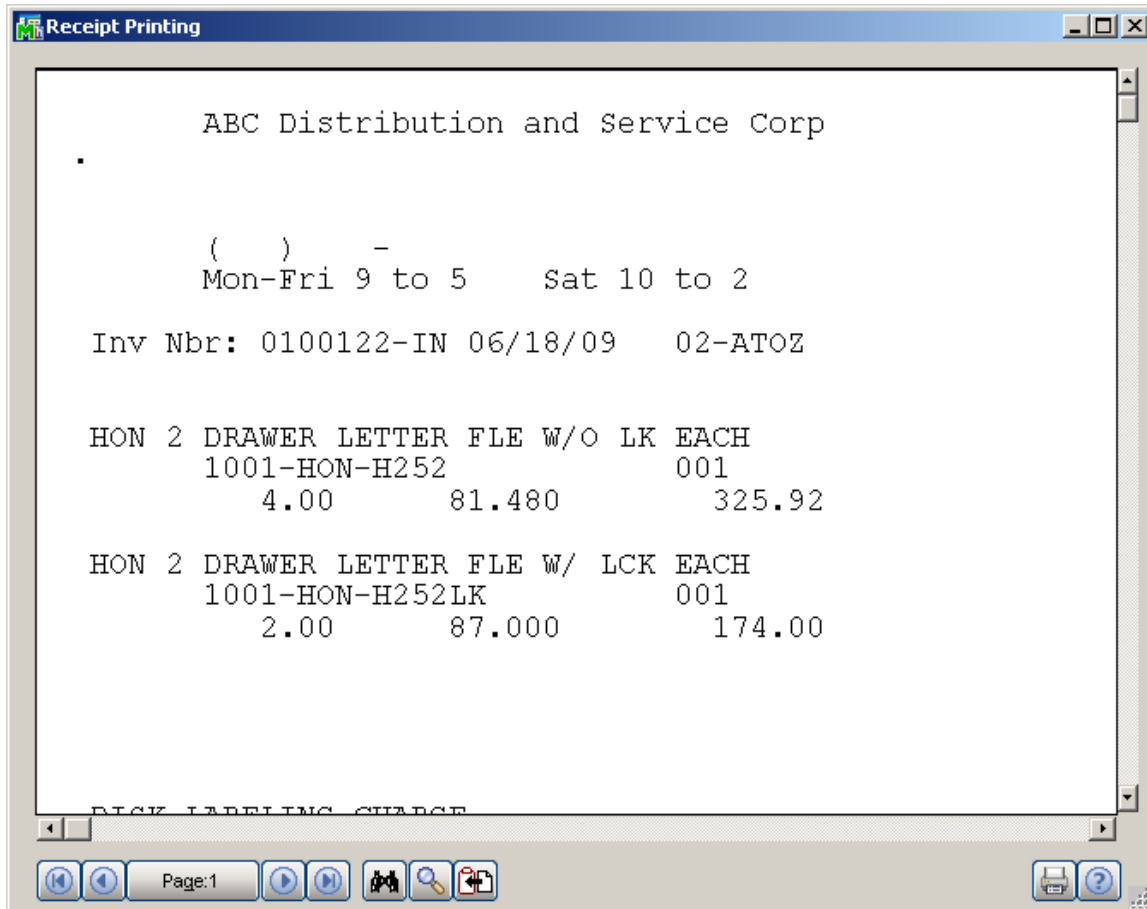 Receipt Printing
ABC Distribution and Service Corp
.
(   )    -
Mon-Fri 9 to 5    Sat 10 to 2
Inv Nbr: 0100122-IN 06/18/09   02-ATOZ
HON 2 DRAWER LETTER FLE W/O LK EACH
1001-HON-H252            001
4.00      81.480        325.92
HON 2 DRAWER LETTER FLE W/ LCK EACH
1001-HON-H252LK          001
2.00      87.000        174.00
DISK LABELING CHARGE
Page:1